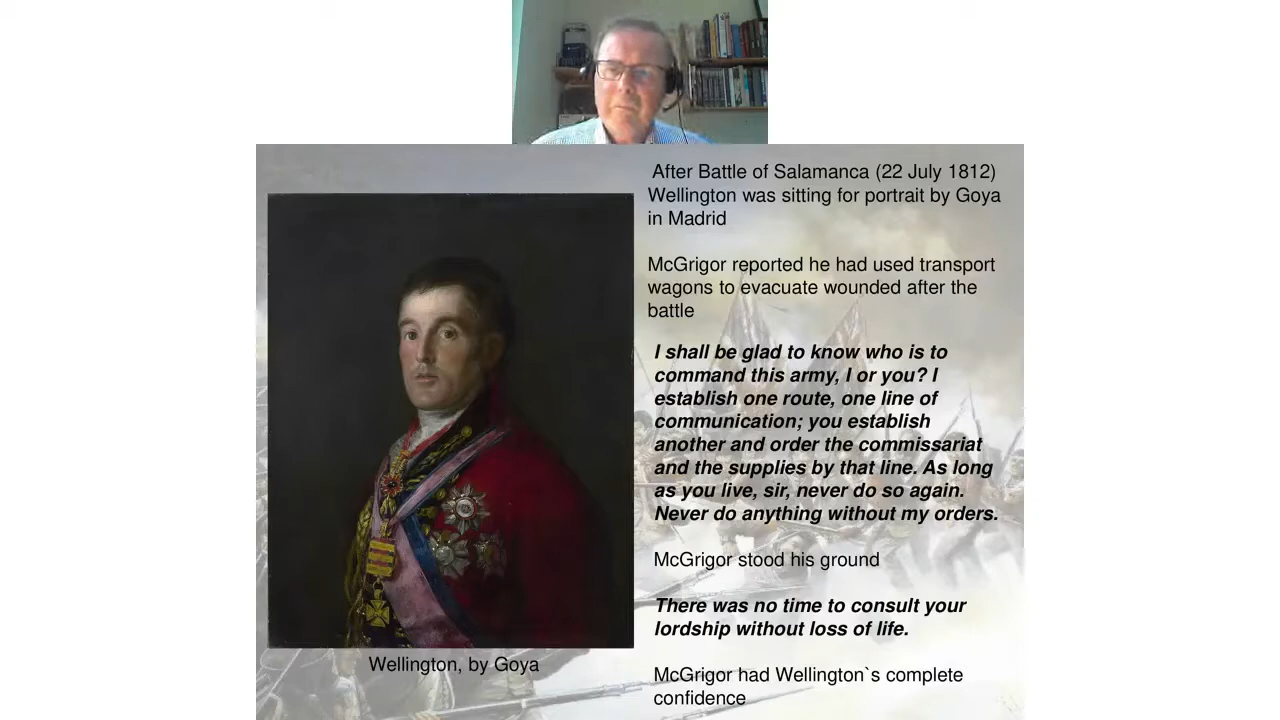 After Battle of Salamanca (22 July 1812)
Wellington was sitting for portrait by Goya
in Madrid
McGrigor reported he had used transport
wagons to evacuate wounded after the
battle
I shall be glad to know who is to
command this army, I or you? I
establish one route, one line of
communication; you establish
another and order the commissariat
and the supplies by that line. As long
as you live, sir, never do so again.
Never do anything without my orders.
McGrigor stood his ground
There was no time to consult your
lordship without loss of life.
McGrigor had Wellington`s complete
confidence
Wellington, by Goya